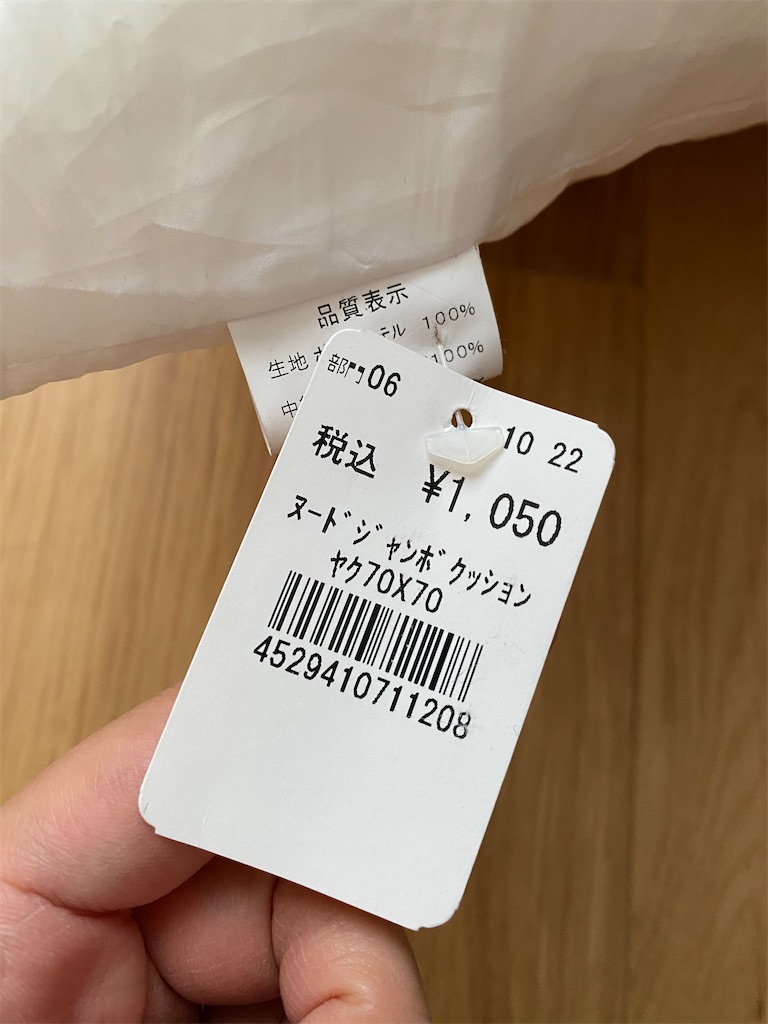 品質表示
生地 テル 100%
100%
部門06 10 22
税込 ¥1,050
ﾇｰﾄﾞｼﾞｬﾝﾎﾞｸｯｼｮﾝ
ﾔｸ70X70
4529410711208